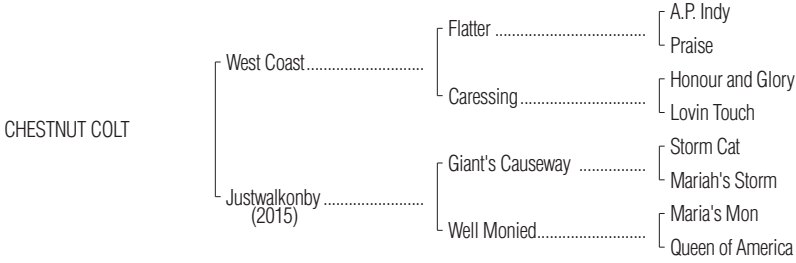 A.P. Indy
Flatter ......................................
Praise
West Coast...........................
Honour and Glory
Caressing................................
Lovin Touch
CHESTNUT COLT
Storm Cat
Giant's Causeway .................
Mariah's Storm
Justwalkonby .......................
(2015)
Maria's Mon
Well Monied...........................
Queen of America